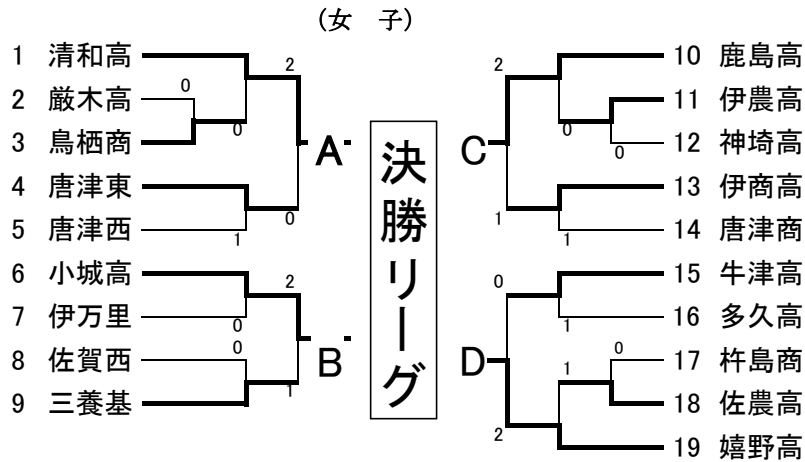 (女 子)
1 清和高
2 厳木高
3 鳥栖商
4 唐津東
5 唐津西
6 小城高
7 伊万里
8 佐賀西
9 三養基
0
0
2
1
0
0
2
0
1
A
B
決勝リーグ
C
D
2
0
0
1
1
0
1
1
0
2
10 鹿島高
11 伊農高
12 神埼高
13 伊商高
14 唐津商
15 牛津高
16 多久高
17 杵島商
18 佐農高
19 嬉野高